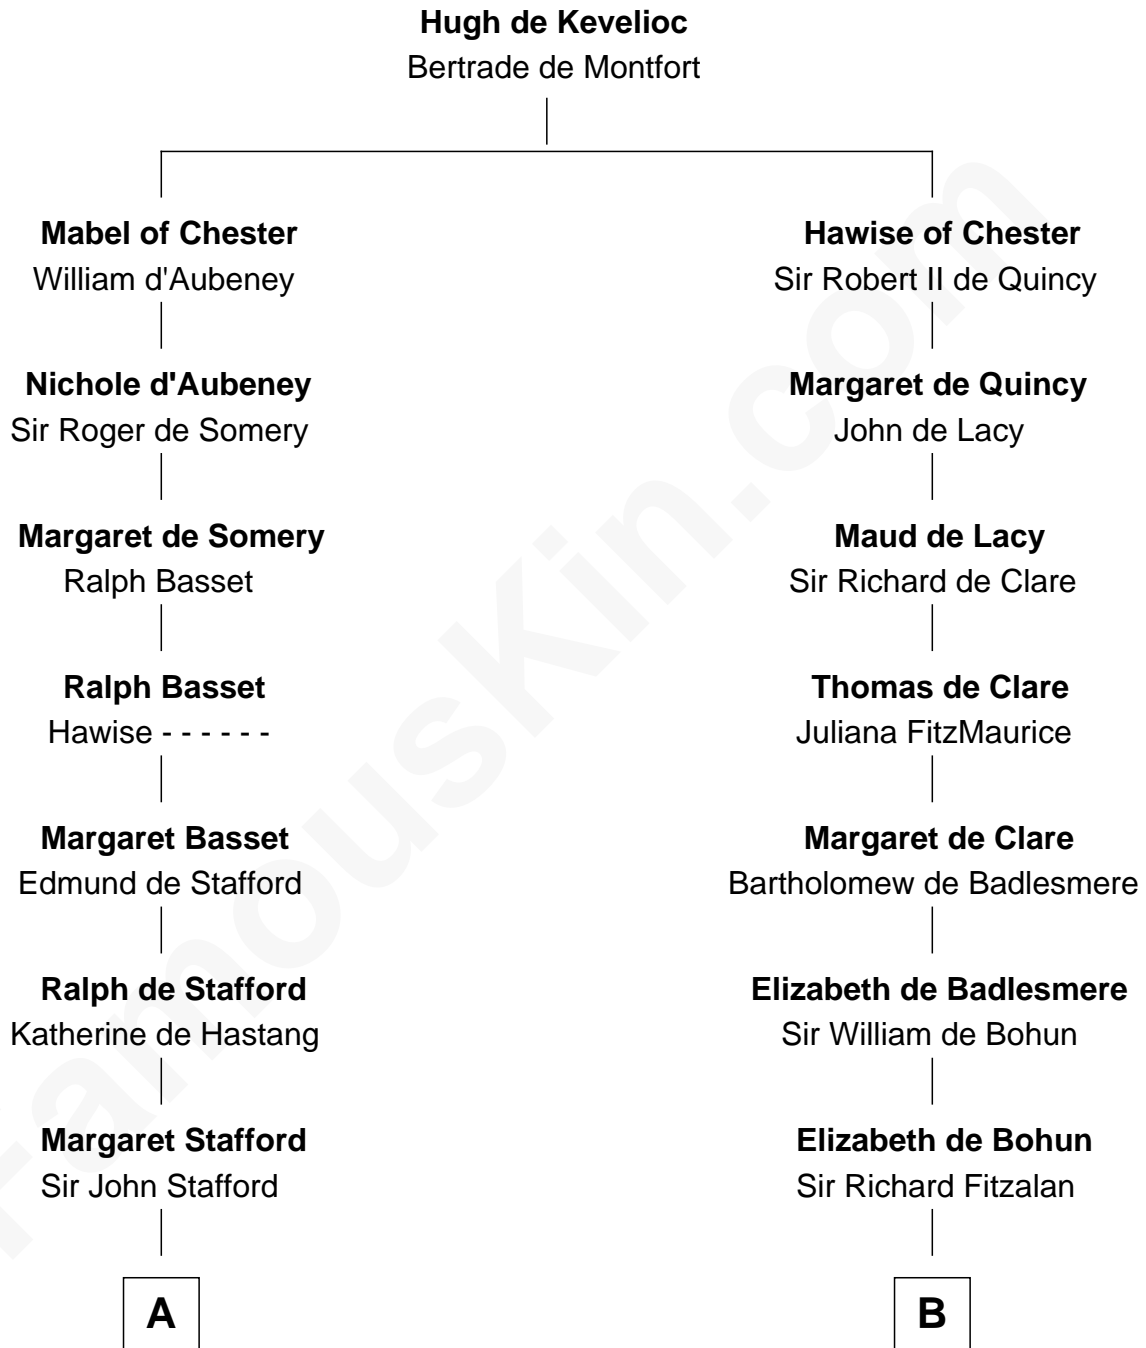 Hugh de Kevelioc
Bertrade de Montfort
Mabel of Chester
William d'Aubeney
Hawise of Chester
Sir Robert II de Quincy
Nichole d'Aubeney
Sir Roger de Somery
Margaret de Quincy
John de Lacy
Margaret de Somery
Ralph Basset
Maud de Lacy
Sir Richard de Clare
Ralph Basset
Hawise - - - - - -
Thomas de Clare
Juliana FitzMaurice
Margaret Basset
Edmund de Stafford
Margaret de Clare
Bartholomew de Badlesmere
Ralph de Stafford
Katherine de Hastang
Elizabeth de Badlesmere
Sir William de Bohun
Margaret Stafford
Sir John Stafford
Elizabeth de Bohun
Sir Richard Fitzalan
A
B
FamousKin.com